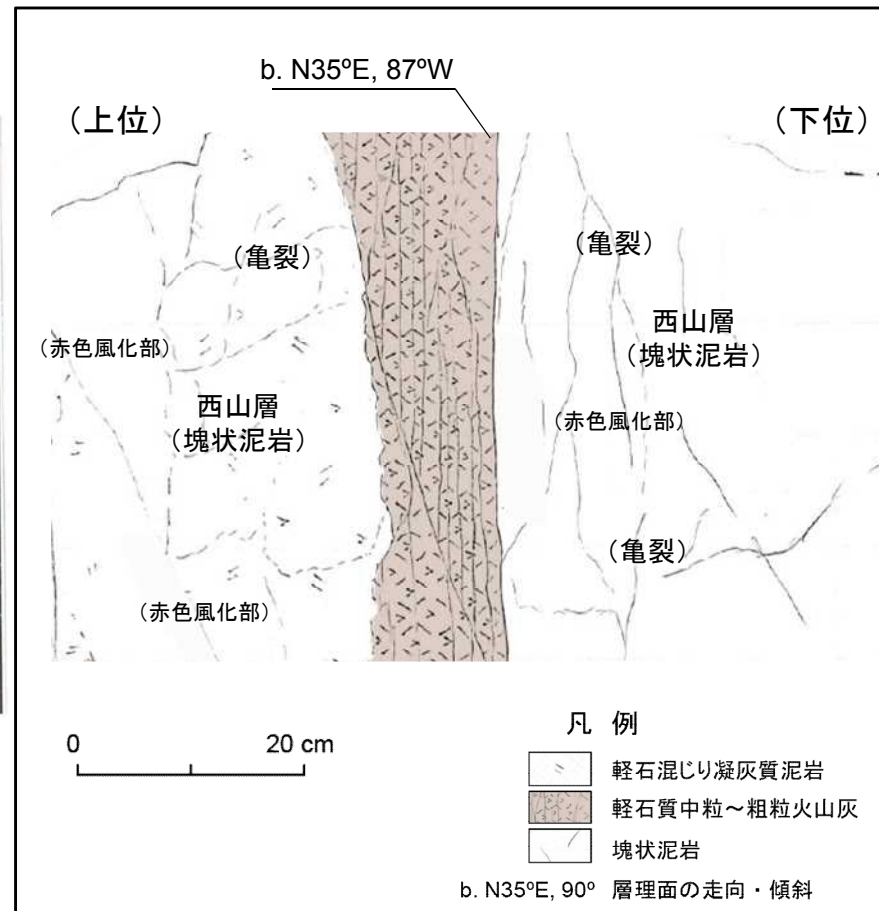 b. N35ºE, 87ºW
（上位）
（下位）
（亀裂）
（亀裂）
（赤色風化部）
西山層
（塊状泥岩）
西山層
（塊状泥岩）
（赤色風化部）
（亀裂）
（赤色風化部）
0 20 cm
凡 例
軽石混じり凝灰質泥岩
軽石質中粒～粗粒火山灰
塊状泥岩
b. N35ºE, 90º 層理面の走向・傾斜